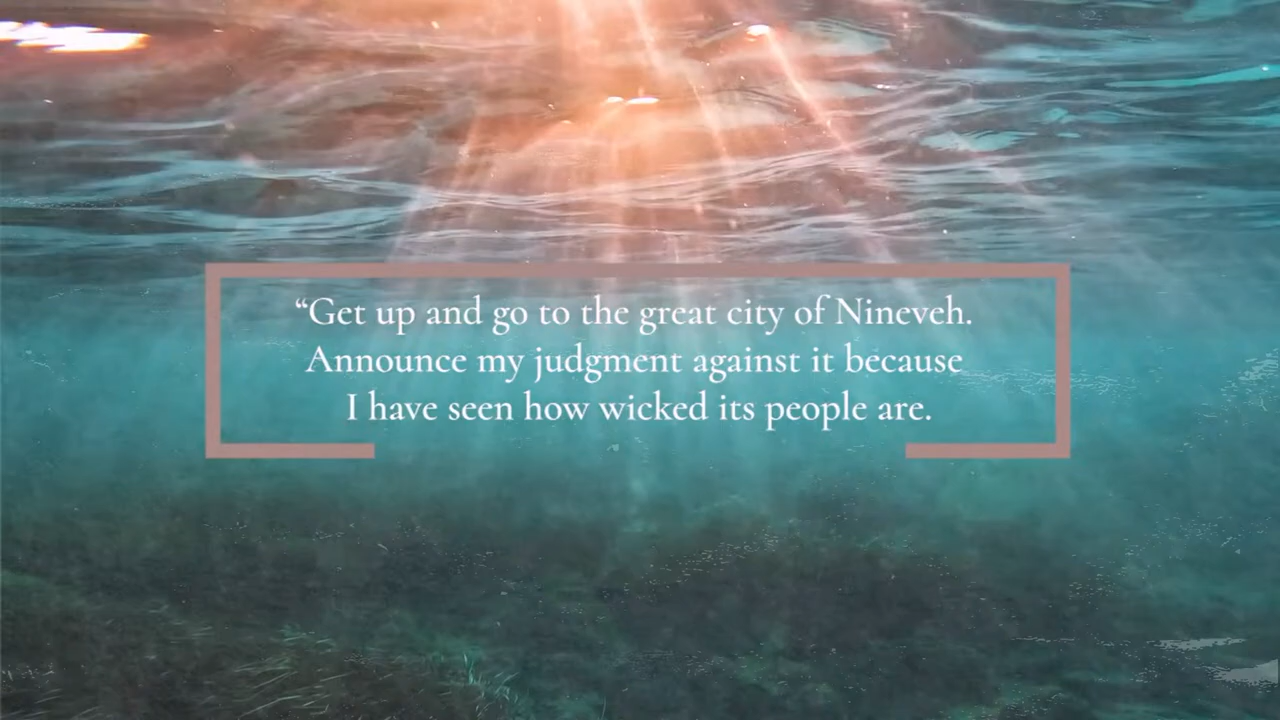 “Get up and go to the great city of Nineveh.
Announce my judgment against it because
I have seen how wicked its people are.